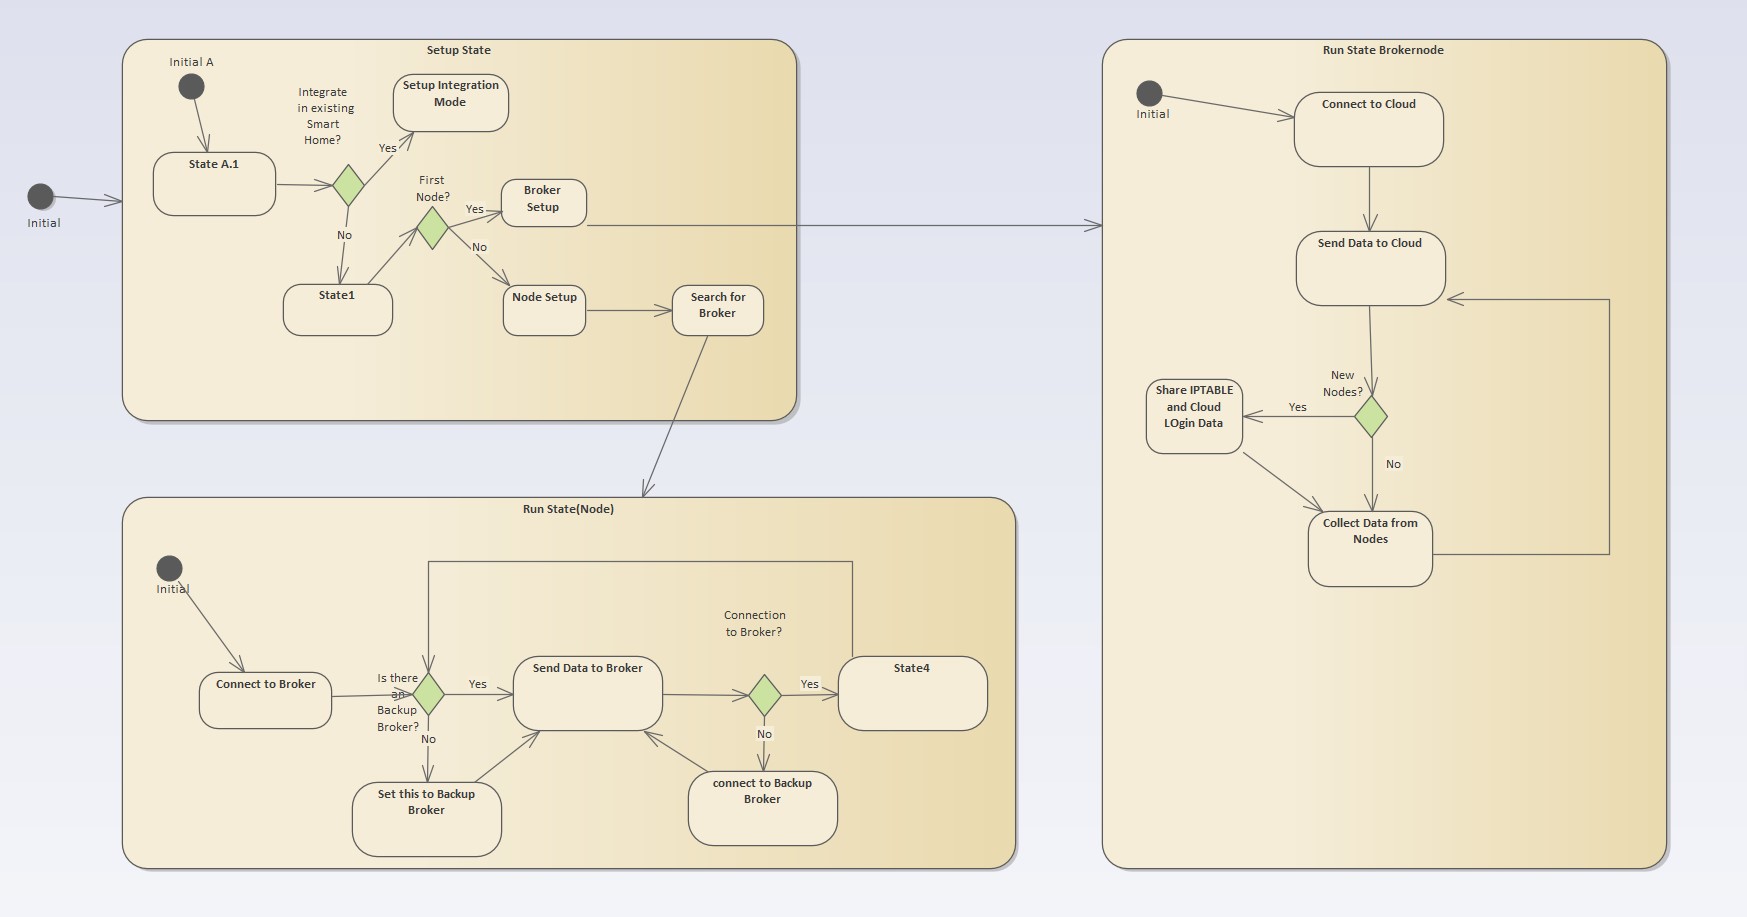 Initial
Setup State
Initial A
State A.1
Integrate
in existing
Smart
Home?
Yes
Setup Integration
Mode
No
State1
First
Node?
Yes
Broker
Setup
No
Node Setup
Search for
Broker
Run State(Node)
Initial
Connect to Broker
Is there
an
Backup
Broker?
Yes
No
Set this to Backup
Broker
Send Data to Broker
Connection
to Broker?
Yes
State4
No
connect to Backup
Broker
Run State Brokernode
Initial
Connect to Cloud
Send Data to Cloud
New
Nodes?
Yes
Share IPTABLE
and Cloud
LOgin Data
No
Collect Data from
Nodes